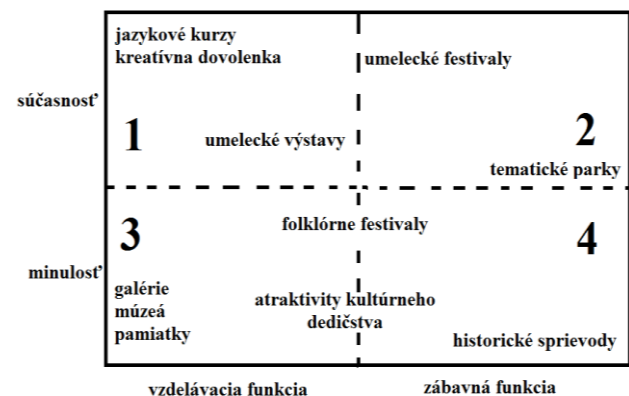 jazykové kurzy
kreatívna dovolenka
umelecké festivaly
súčasnosť
1
umelecké výstavy
2
tematické parky
3
folklórne festivaly
4
minulosť
galérie
múzeá
pamiatky
atraktivity kultúrneho
dedičstva
historické sprievody
vzdelávacia funkcia
zábavná funkcia